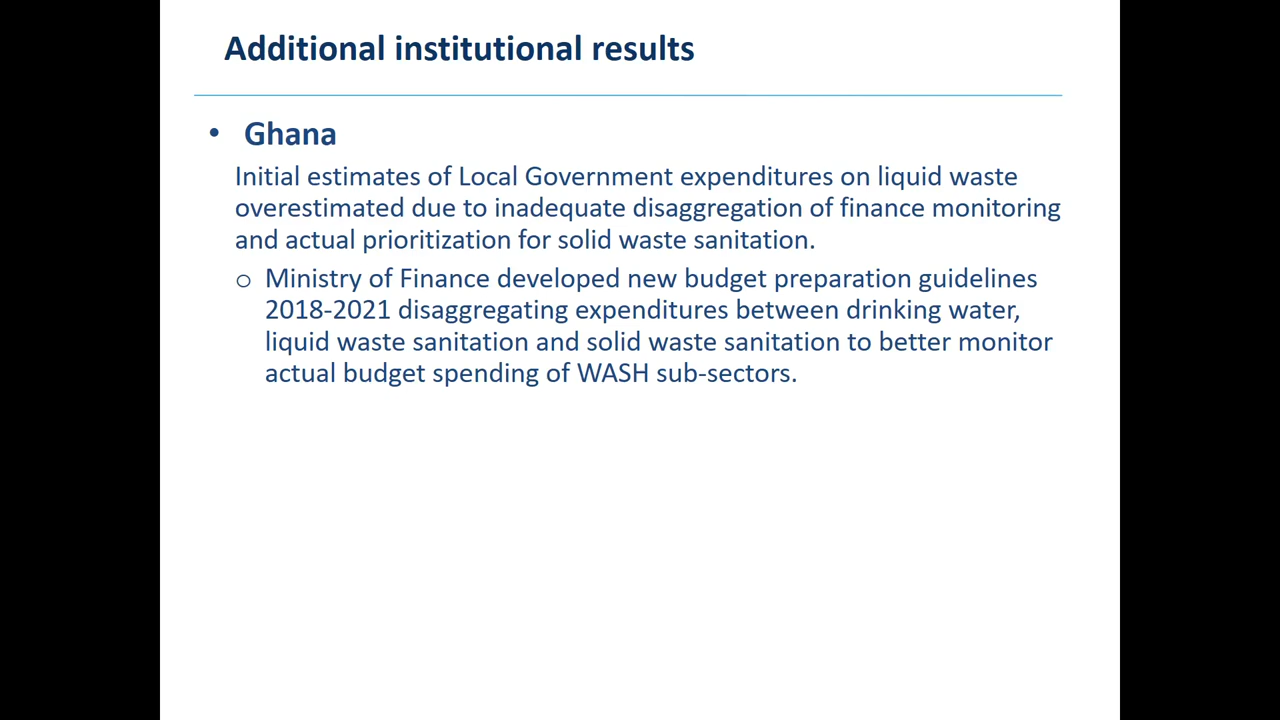 Additional institutional results
• Ghana
Initial estimates of Local Government expenditures on liquid waste
overestimated due to inadequate disaggregation of finance monitoring
and actual prioritization for solid waste sanitation.
o Ministry of Finance developed new budget preparation guidelines
2018-2021 disaggregating expenditures between drinking water,
liquid waste sanitation and solid waste sanitation to better monitor
actual budget spending of WASH sub-sectors.